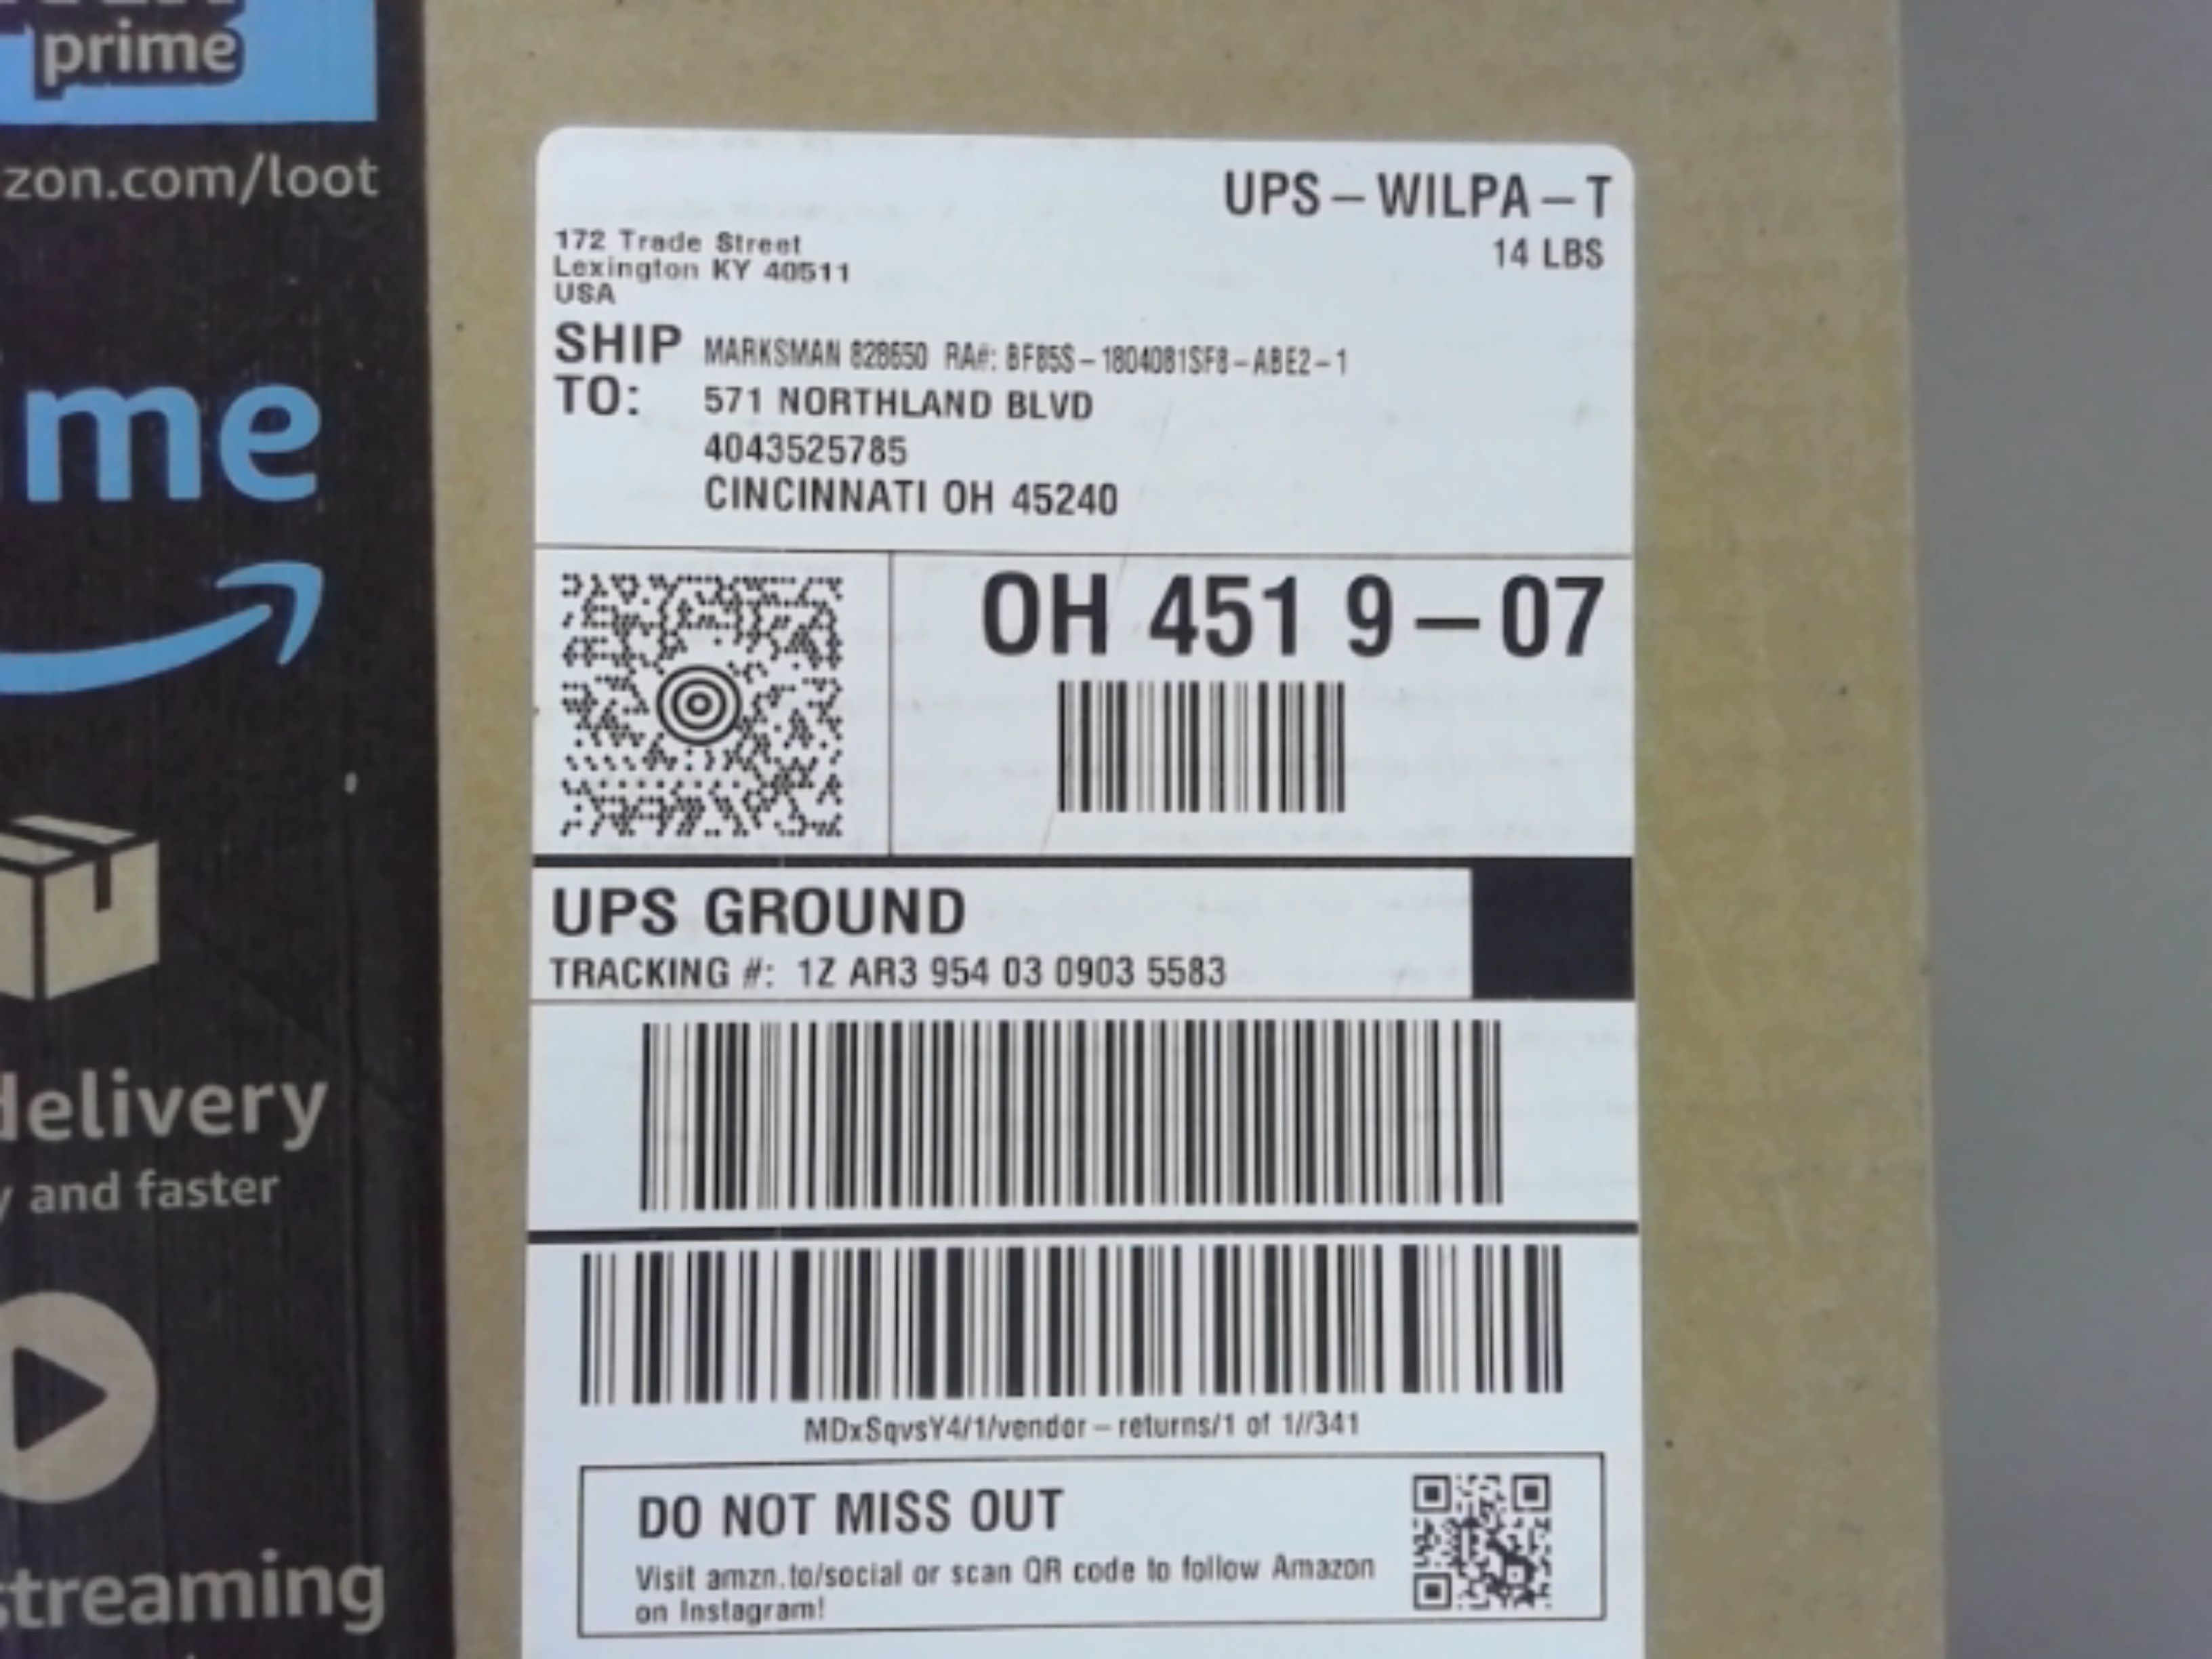 prime
zon.com/loot
me
delivery
y and faster
streaming
UPS – WILPA – T
14 LBS
172 Trade Street
Lexington KY 40511
USA
SHIP TO:
MARKSMAN 828650 RA#: BF85S – 1804081SF8 – ABE2 – 1
571 NORTHLAND BLVD
4043525785
CINCINNATI OH 45240
OH 451 9 – 07
UPS GROUND
TRACKING #: 1Z AR3 954 03 0903 5583
MDxSqvsY4/1/vendor – returns/1 of 1//341
DO NOT MISS OUT
Visit amzn.to/social or scan QR code to follow Amazon
on Instagram!